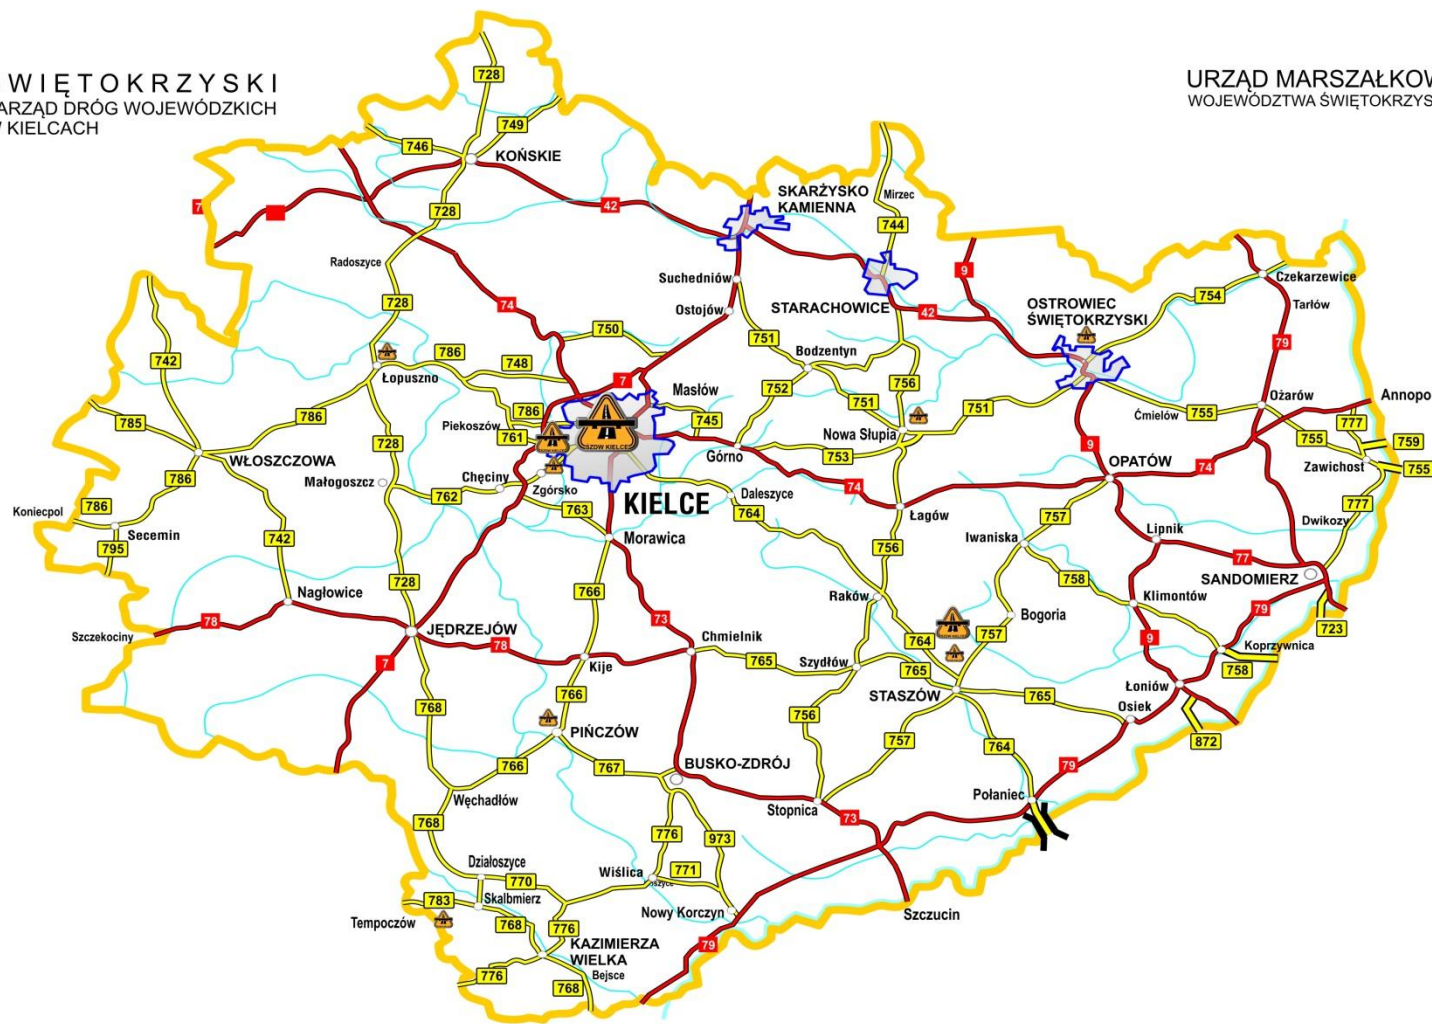 WIĘTOKRZYSKI
ARZĄD DRÓG WOJEWÓDZKICH
KIELCACH
URZĄD MARSZAŁKOW
WOJEWÓDZTWA ŚWIĘTOKRZYS
728
749
746
KOŃSKIE
SKARŻYSKO
KAMIENNA
Mirzec
42
728
744
Radoszyce
Suchedniów
9
Czekarzewice
728
74
Ostojów
STARACHOWICE
42
OSTROWIEC
ŚWIĘTOKRZYSKI
754
Tarłów
742
750
751
79
786
748
Bodzentyn
Łopuszno
7
Masłów
752
756
Ożarów
Annopo
785
786
786
745
751
751
Ćmielów
755
777
Piekoszów
761
Nowa Słupia
728
SZDW KIELCE
9
755
759
WŁOSZCZOWA
Górno
753
OPATÓW
74
Zawichost
755
786
Małogoszcz
Chęciny
Zgórsko
KIELCE
Daleszyce
74
786
762
763
764
Łagów
757
777
Koniecpol
Secemin
742
Morawica
Iwaniska
Lipnik
Dwikozy
795
756
77
728
766
758
SANDOMIERZ
Nagłowice
Raków
Klimontów
79
78
73
Bogoria
Szczekociny
JĘDRZEJÓW
78
Chmielnik
764
757
9
723
7
Kije
765
Szydłów
765
Koprzywnica
758
766
STASZÓW
765
Łoniów
Osiek
768
756
PIŃCZÓW
757
764
872
766
767
BUSKO-ZDRÓJ
79
Węchadłów
Stopnica
Połaniec
768
73
776
973
Działoszyce
770
Wiślica
771
783
Skalbmierz
Tempoczów
768
776
Nowy Korczyn
Szczucin
KAZIMIERZA
WIELKA
79
776
Bejsce
768